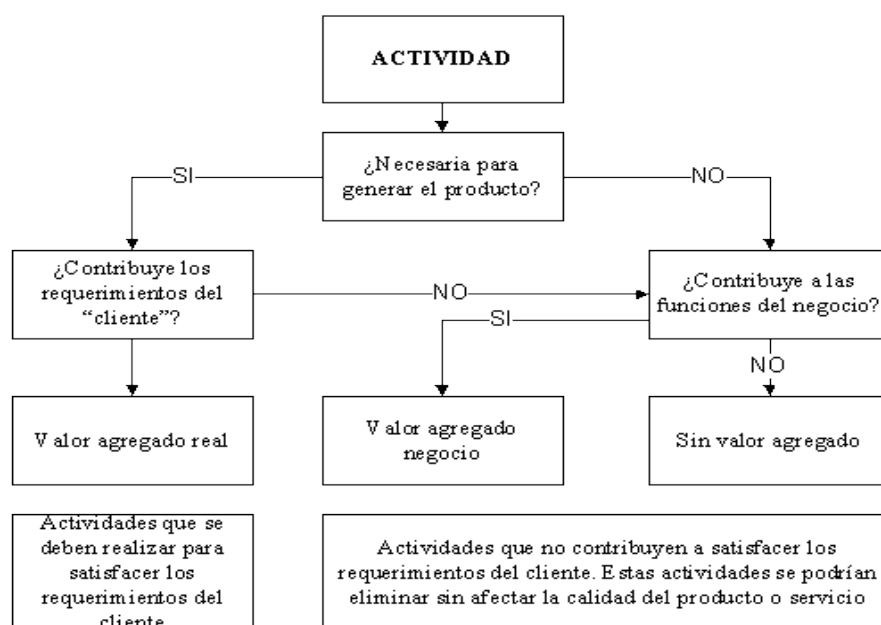 ACTIVIDAD
¿Necesaria para
generar el producto?
SI
NO
¿Contribuye los
requerimientos del
“cliente”?
NO
¿Contribuye a las
funciones del negocio?
SI
NO
Valor agregado real
Valor agregado
negocio
Sin valor agregado
Actividades que se
deben realizar para
satisfacer los
requerimientos del
cliente
Actividades que no contribuyen a satisfacer los
requerimientos del cliente. Estas actividades se podrían
eliminar sin afectar la calidad del producto o servicio